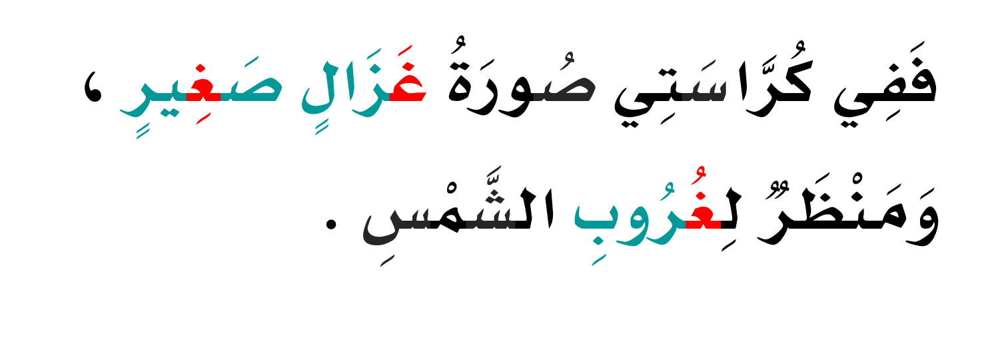 فَفِي كُرَّاسَتِي صُورَةُ غَزَالٍ صَغِيرٍ ،
وَمَنْظَرٌ لِغُرُوبِ الشَّمْسِ .